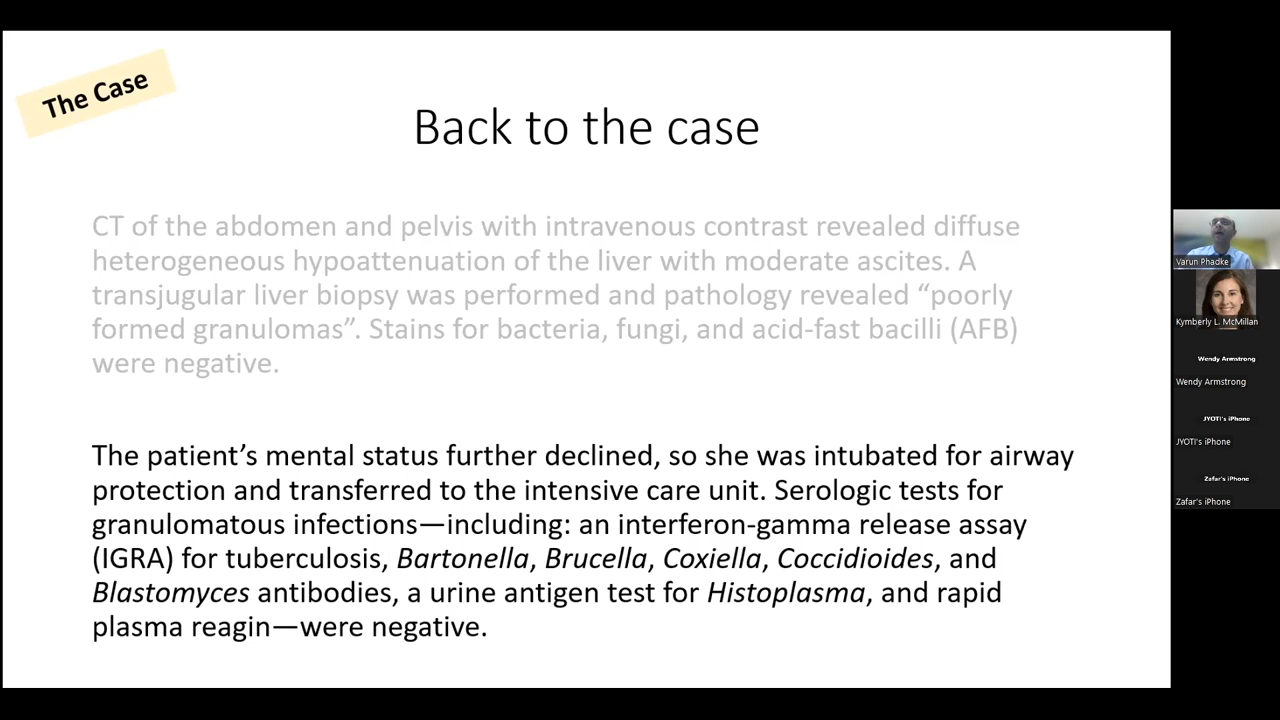 The Case
Back to the case
CT of the abdomen and pelvis with intravenous contrast revealed diffuse
heterogeneous hypoattenuation of the liver with moderate ascites. A
transjugular liver biopsy was performed and pathology revealed “poorly
formed granulomas”. Stains for bacteria, fungi, and acid-fast bacilli (AFB)
were negative.
The patient’s mental status further declined, so she was intubated for airway
protection and transferred to the intensive care unit. Serologic tests for
granulomatous infections—including: an interferon-gamma release assay
(IGRA) for tuberculosis, Bartonella, Brucella, Coxiella, Coccidioides, and
Blastomyces antibodies, a urine antigen test for Histoplasma, and rapid
plasma reagin—were negative.
Varun Phadke
Kymberly L. McMillan
Wendy Armstrong
Wendy Armstrong
JYOTI's iPhone
JYOTI's iPhone
Zafar's iPhone
Zafar's iPhone